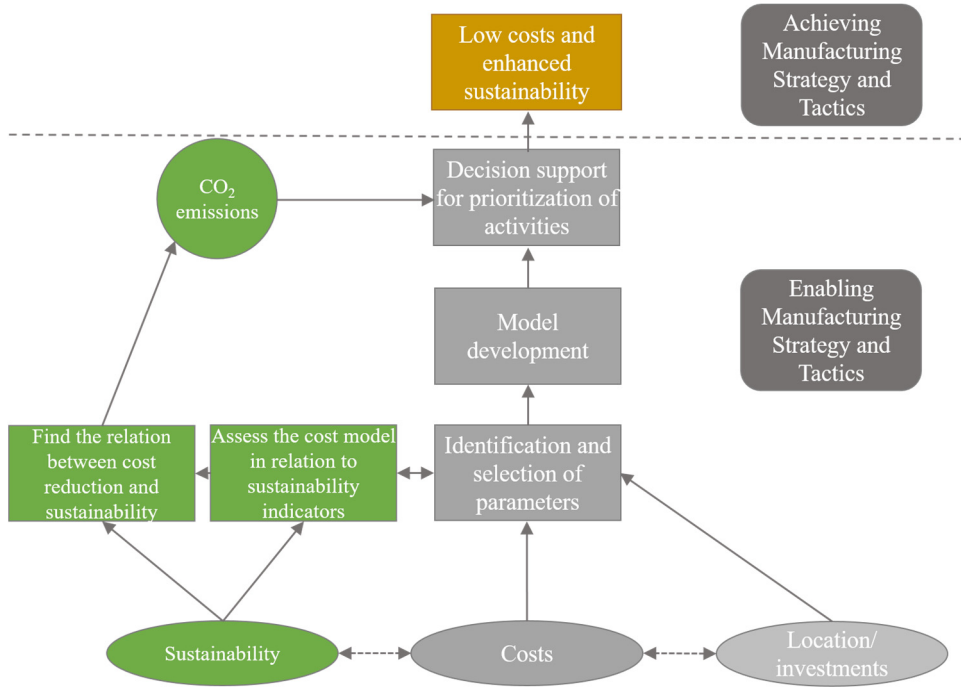 Low costs and
enhanced
sustainability
Achieving
Manufacturing
Strategy and
Tactics
CO₂
emissions
Decision support
for prioritization of
activities
Model
development
Enabling
Manufacturing
Strategy and
Tactics
Find the relation
between cost
reduction and
sustainability
Assess the cost model
in relation to
sustainability
indicators
Identification and
selection of
parameters
Sustainability
Costs
Location/
investments